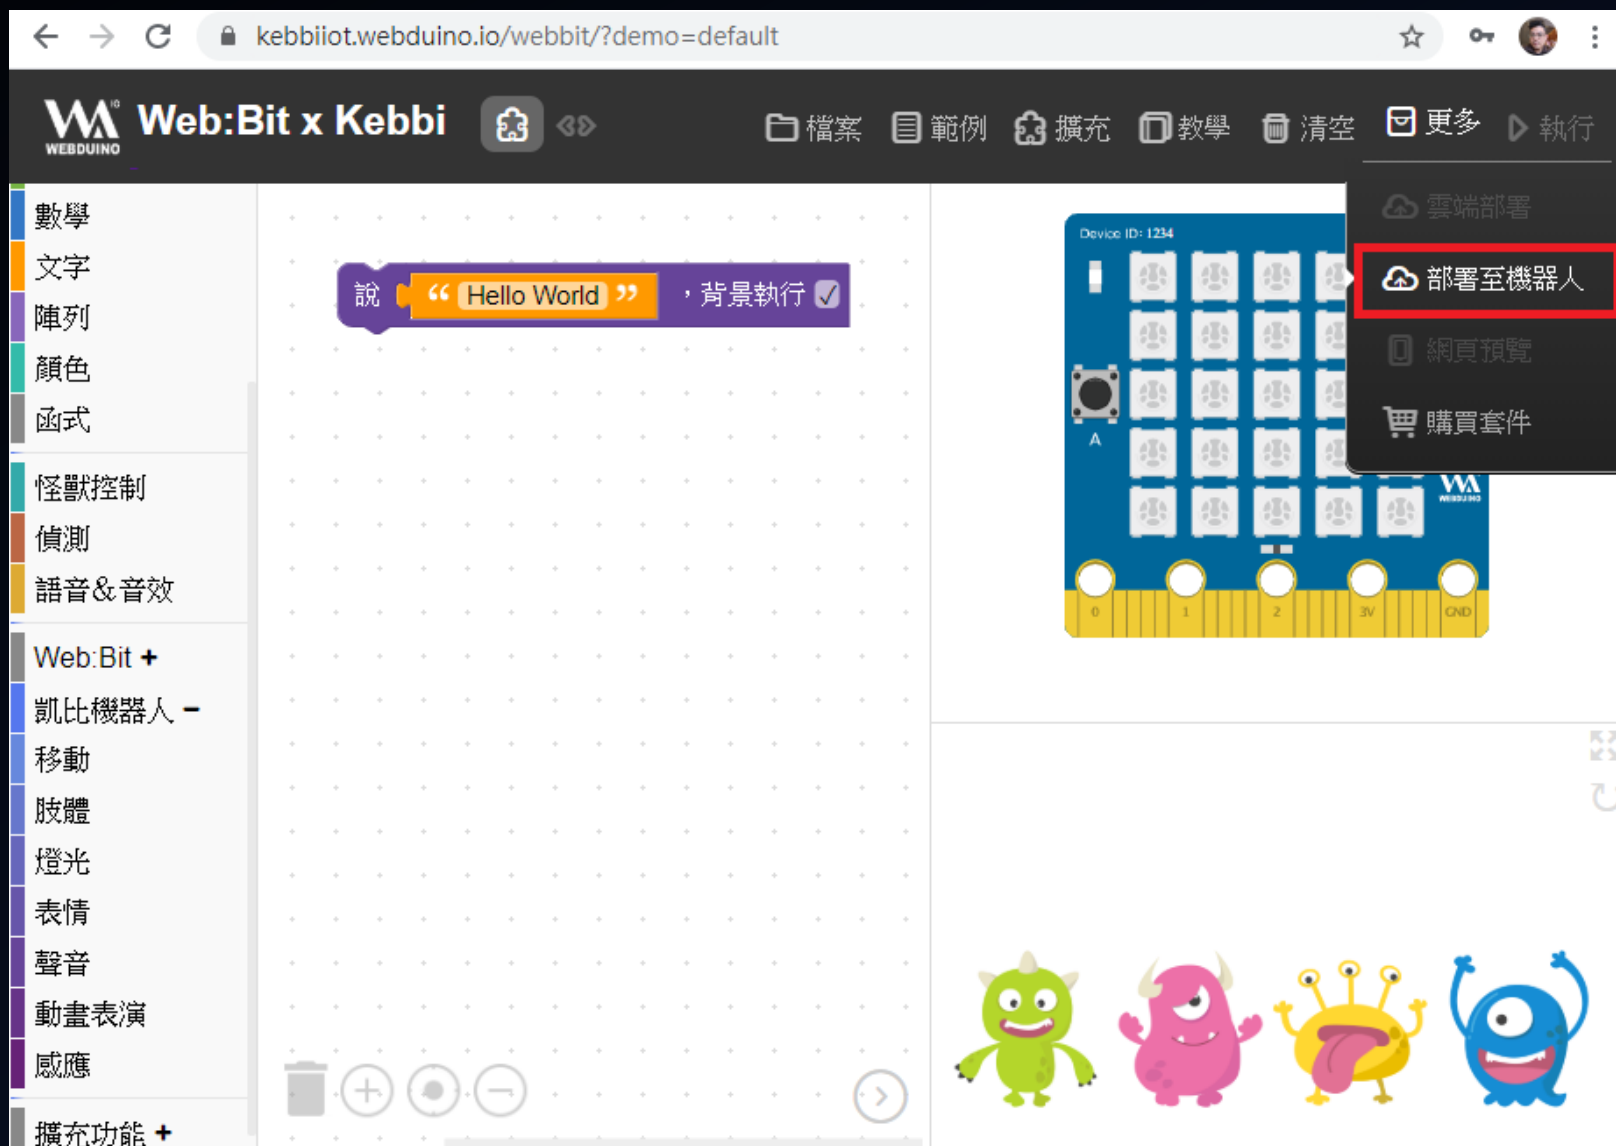 kebbiiot.webduino.io/webbit/?demo=default
WEBDUINO
Web:Bit x Kebbi
檔案
範例
擴充
教學
清空
更多
執行
雲端部署
部署至機器人
網頁預覽
購買套件
數學
文字
陣列
顏色
函式
怪獸控制
偵測
語音&音效
Web:Bit +
凱比機器人 -
移動
肢體
燈光
表情
聲音
動畫表演
感應
擴充功能 +
說 “ Hello World ” ,背景執行
Device ID: 1234
A
WEBDUINO
0 1 2 3V GND